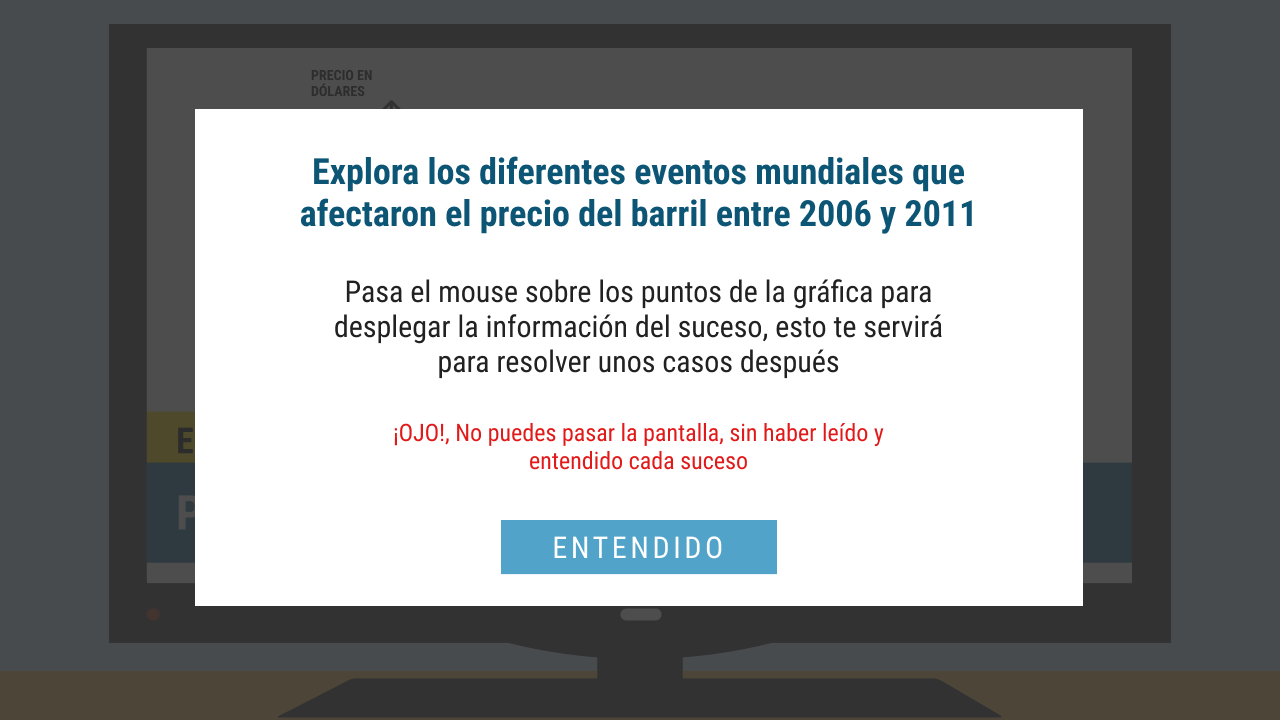 PRECIO EN
DÓLARES
Explora los diferentes eventos mundiales que
afectaron el precio del barril entre 2006 y 2011
Pasa el mouse sobre los puntos de la gráfica para
desplegar la información del suceso, esto te servirá
para resolver unos casos después
¡OJO!, No puedes pasar la pantalla, sin haber leído y
entendido cada suceso
ENTENDIDO